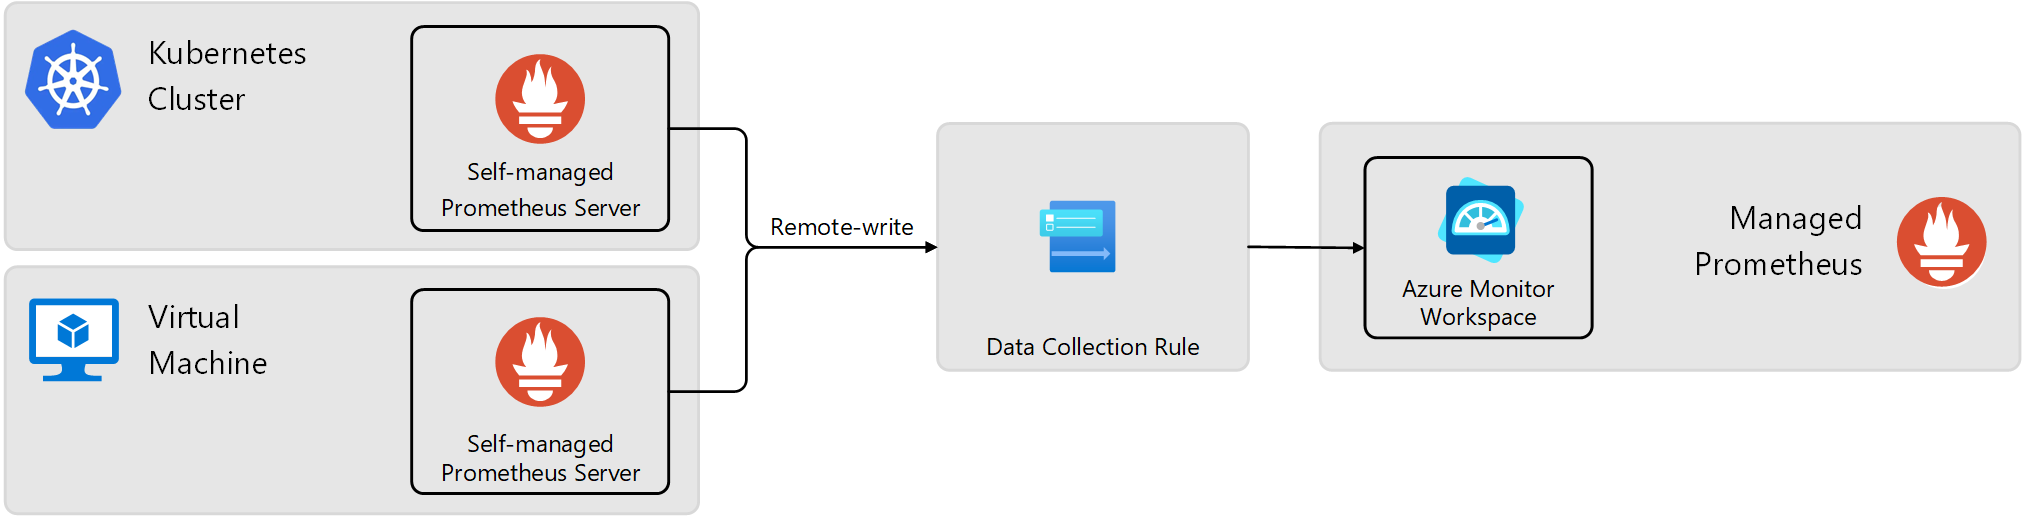 Kubernetes
Cluster
Self-managed
Prometheus Server
Virtual
Machine
Self-managed
Prometheus Server
Remote-write
Data Collection Rule
Azure Monitor
Workspace
Managed
Prometheus